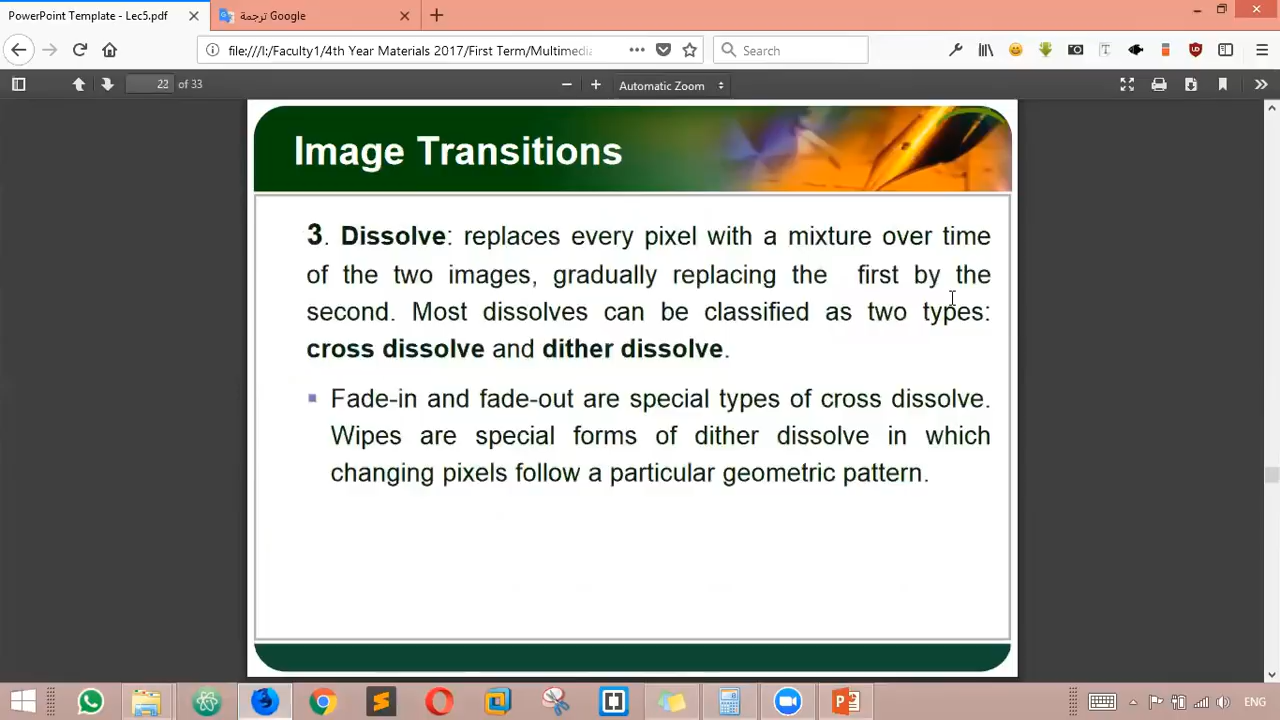 PowerPoint Template - Lec5.pdf
ترجمة Google
file:///I:/Faculty1/4th Year Materials 2017/First Term/Multimedia
Search
22 of 33
Automatic Zoom
Image Transitions
3. Dissolve: replaces every pixel with a mixture over time
of the two images, gradually replacing the first by the
second. Most dissolves can be classified as two types:
cross dissolve and dither dissolve.
Fade-in and fade-out are special types of cross dissolve.
Wipes are special forms of dither dissolve in which
changing pixels follow a particular geometric pattern.
ENG